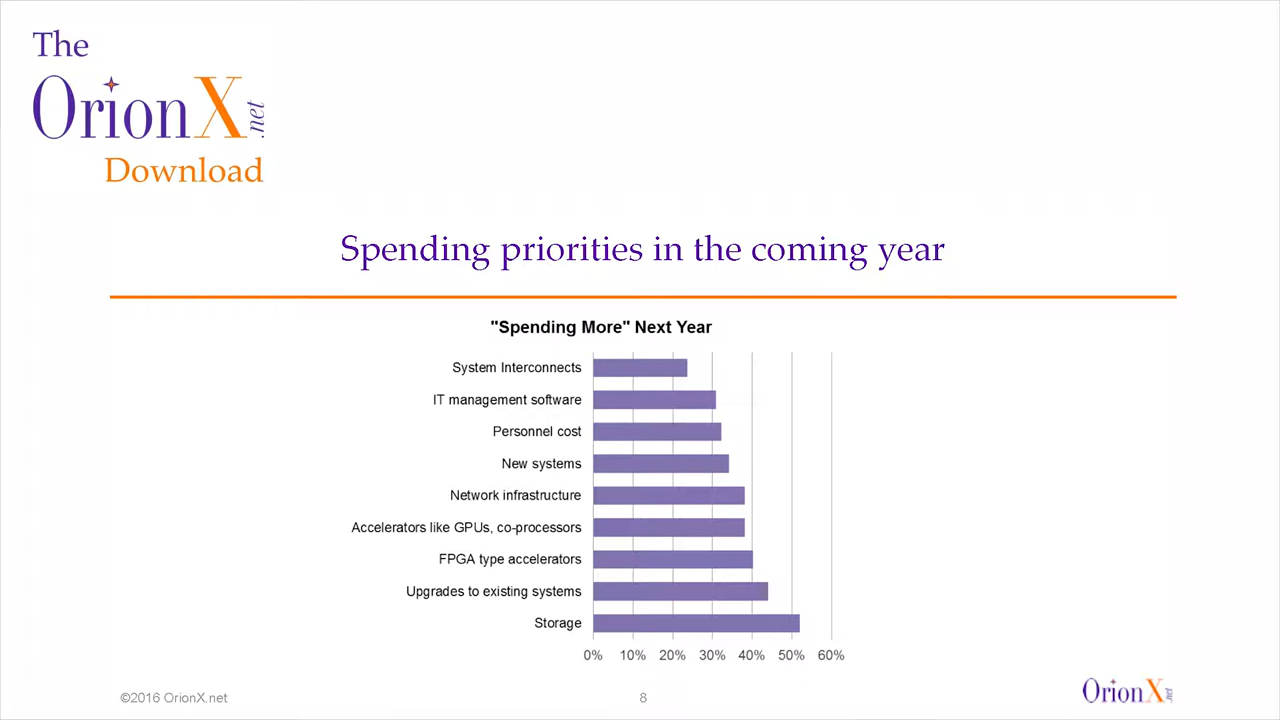 The
OrionX.net
Download
Spending priorities in the coming year
"Spending More" Next Year
System Interconnects
IT management software
Personnel cost
New systems
Network infrastructure
Accelerators like GPUs, co-processors
FPGA type accelerators
Upgrades to existing systems
Storage
0% 10% 20% 30% 40% 50% 60%
©2016 OrionX.net 8 OrionX.net